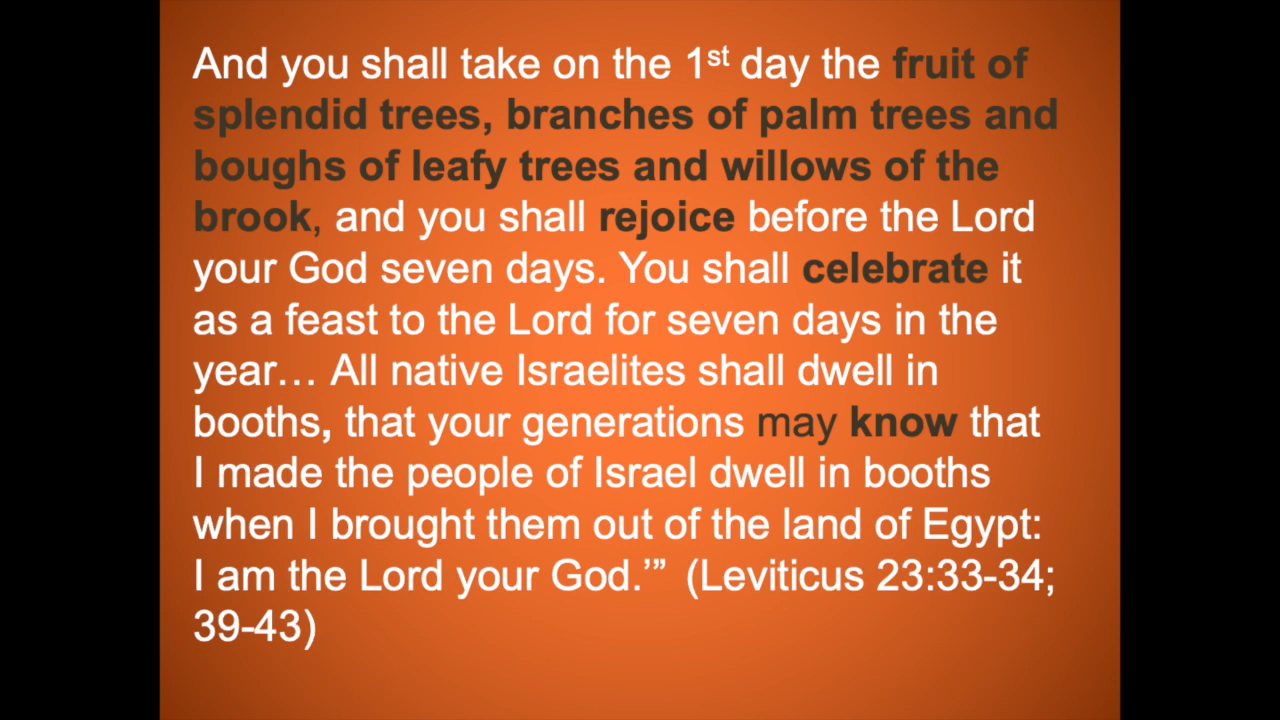 And you shall take on the 1st day the fruit of
splendid trees, branches of palm trees and
boughs of leafy trees and willows of the
brook, and you shall rejoice before the Lord
your God seven days. You shall celebrate it
as a feast to the Lord for seven days in the
year… All native Israelites shall dwell in
booths, that your generations may know that
I made the people of Israel dwell in booths
when I brought them out of the land of Egypt:
I am the Lord your God.’” (Leviticus 23:33-34;
39-43)